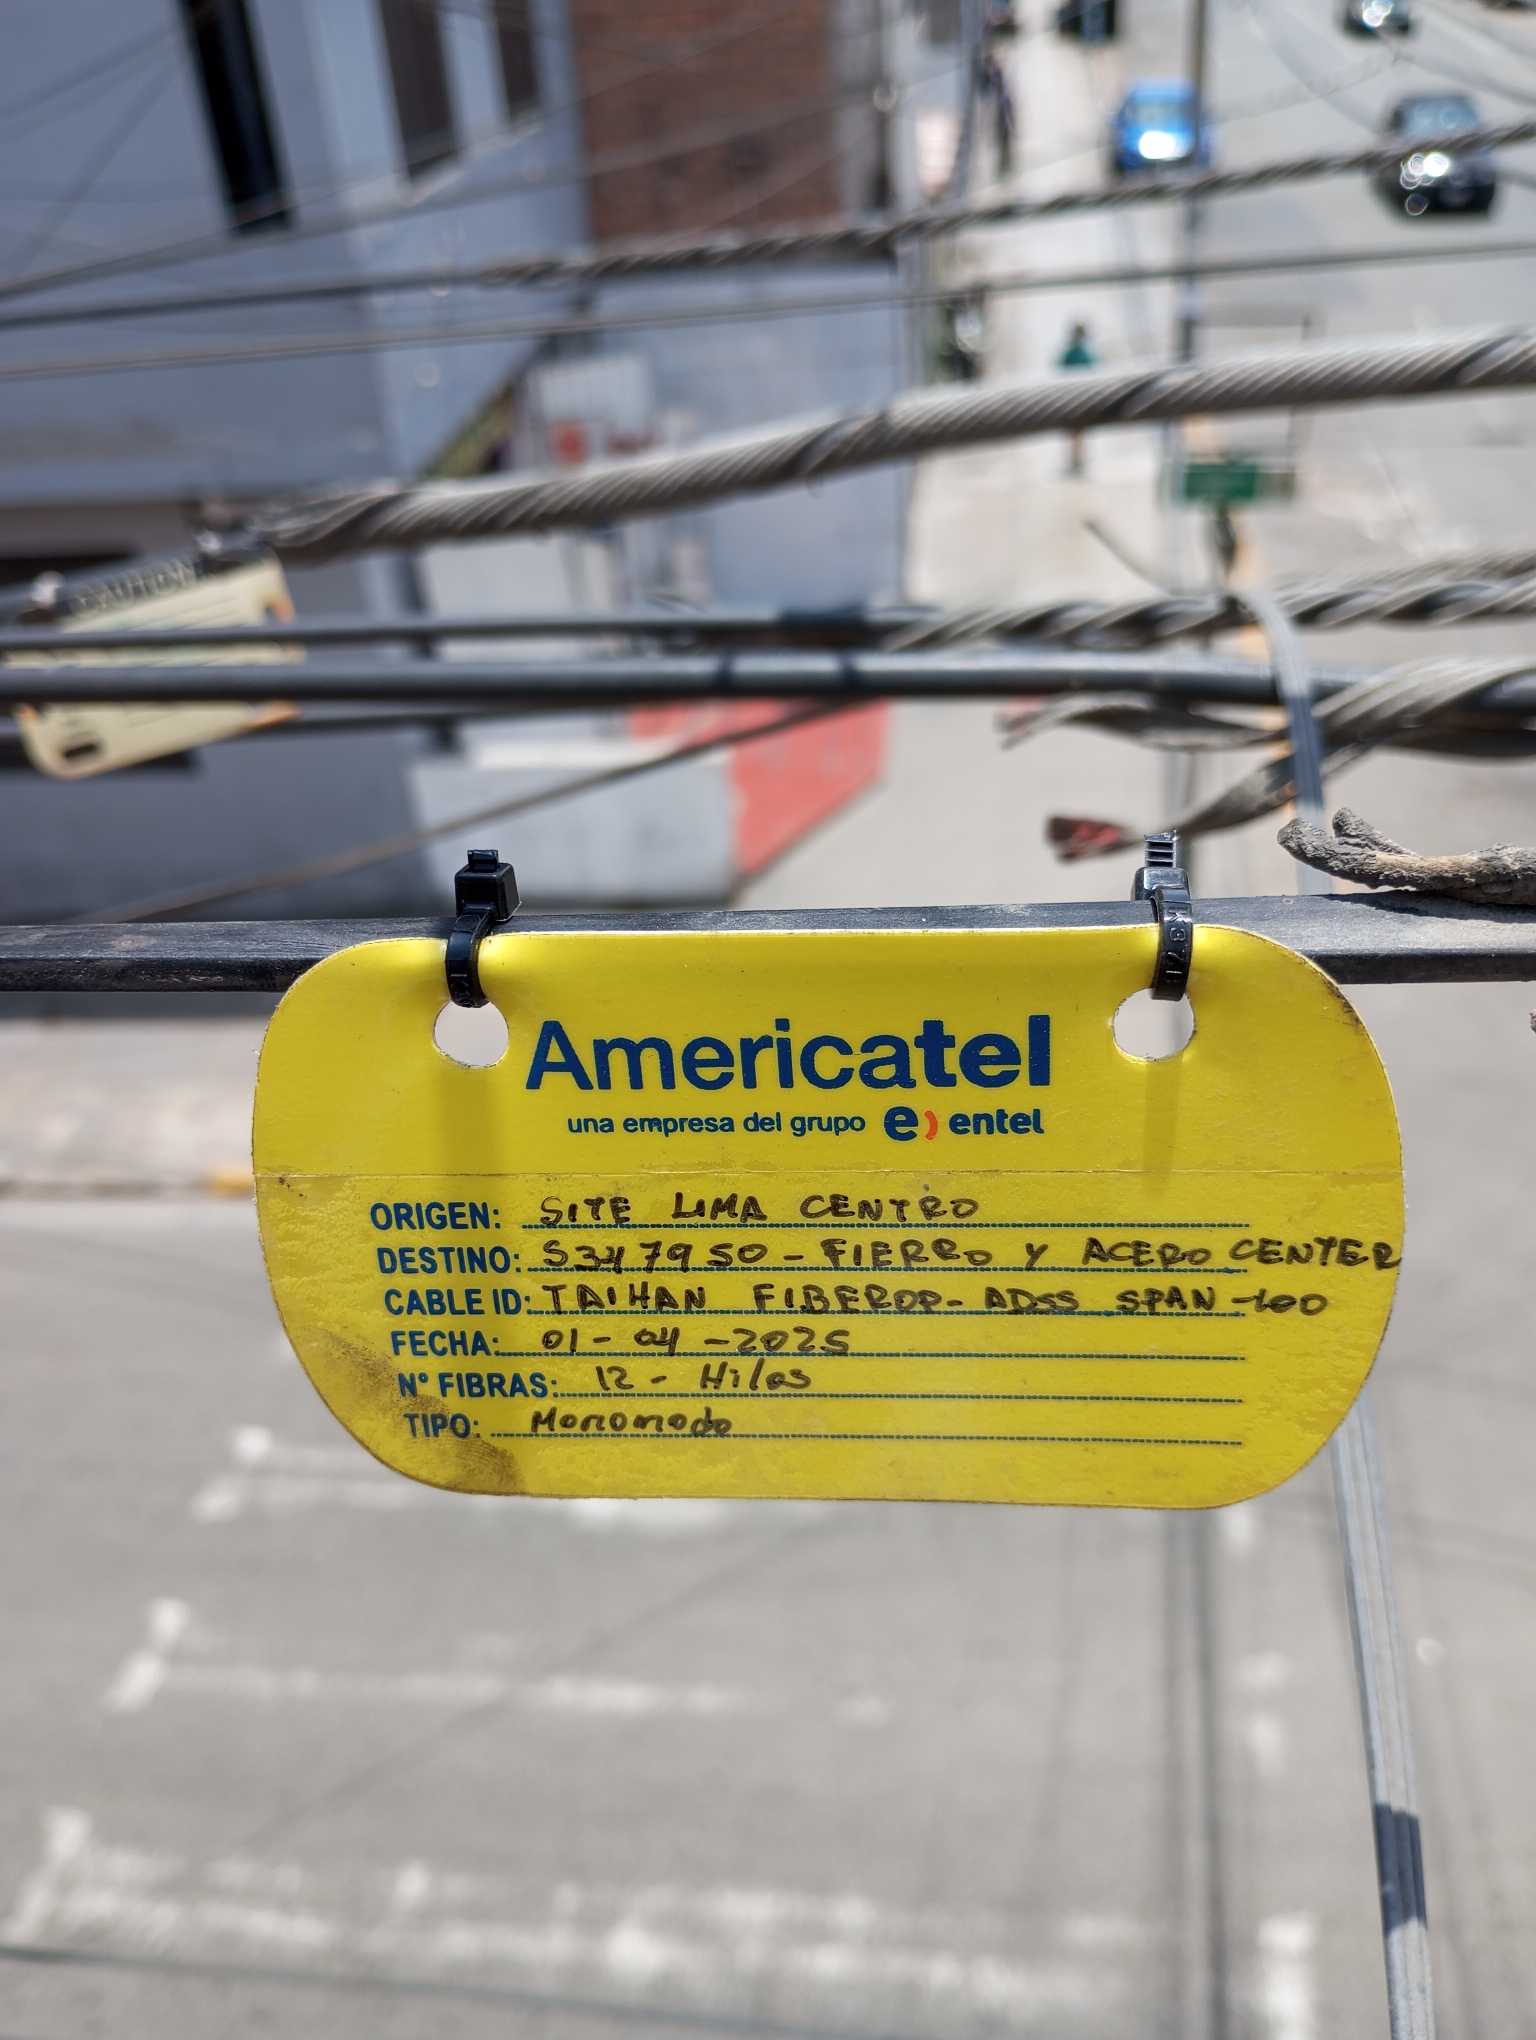 CAUTION
Americatel
una empresa del grupo e) entel
ORIGEN: SITE LIMA CENTRO
DESTINO: S347950 - FIERRO Y ACERO CENTER
CABLE ID: TAIHAN FIBEROP- ADSS SPAN -100
FECHA: 01 - 04 - 2025
N° FIBRAS: 12 - Hilos
TIPO: Monomodo